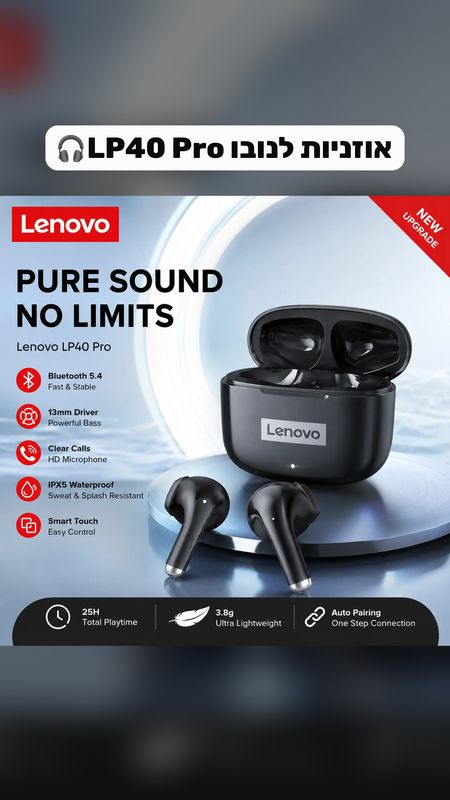 אוזניות לנובו LP40 Pro🎧
Lenovo
NEW
UPGRADE
PURE SOUND
NO LIMITS
Lenovo LP40 Pro
Bluetooth 5.4
Fast & Stable
13mm Driver
Powerful Bass
Clear Calls
HD Microphone
IPX5 Waterproof
Sweat & Splash Resistant
Smart Touch
Easy Control
Lenovo
25H
Total Playtime
3.8g
Ultra Lightweight
Auto Pairing
One Step Connection